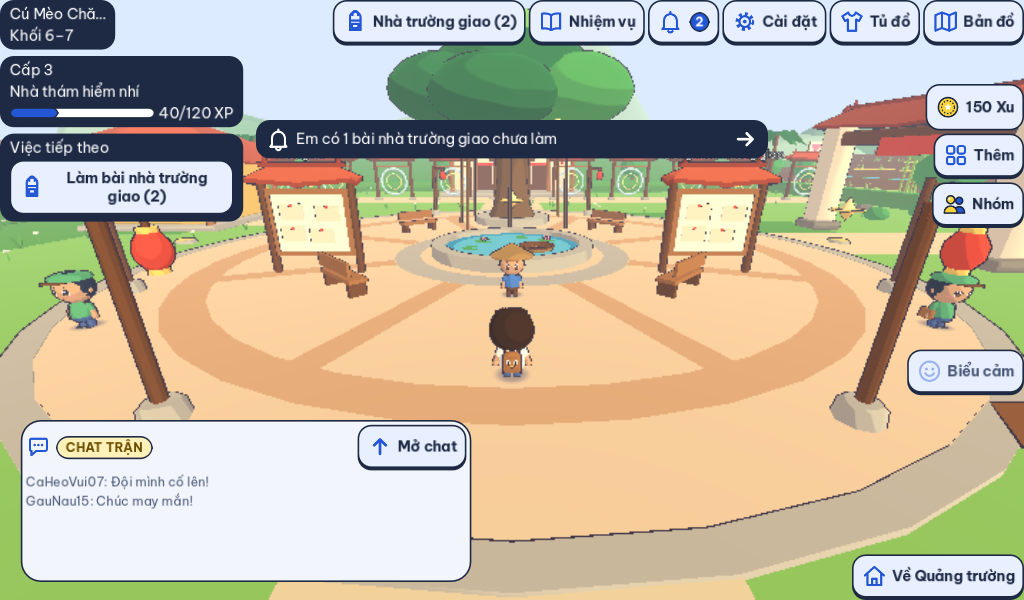 Cú Mèo Chă...
Khối 6-7
Nhà trường giao (2)
Nhiệm vụ
2
Cài đặt
Tủ đồ
Bản đồ
Cấp 3
Nhà thám hiểm nhí
40/120 XP
150 Xu
Em có 1 bài nhà trường giao chưa làm
Việc tiếp theo
Làm bài nhà trường
giao (2)
Thêm
Nhóm
Biểu cảm
CHAT TRẬN
Mở chat
CaHeoVui07: Đội mình cố lên!
GauNau15: Chúc may mắn!
Về Quảng trường